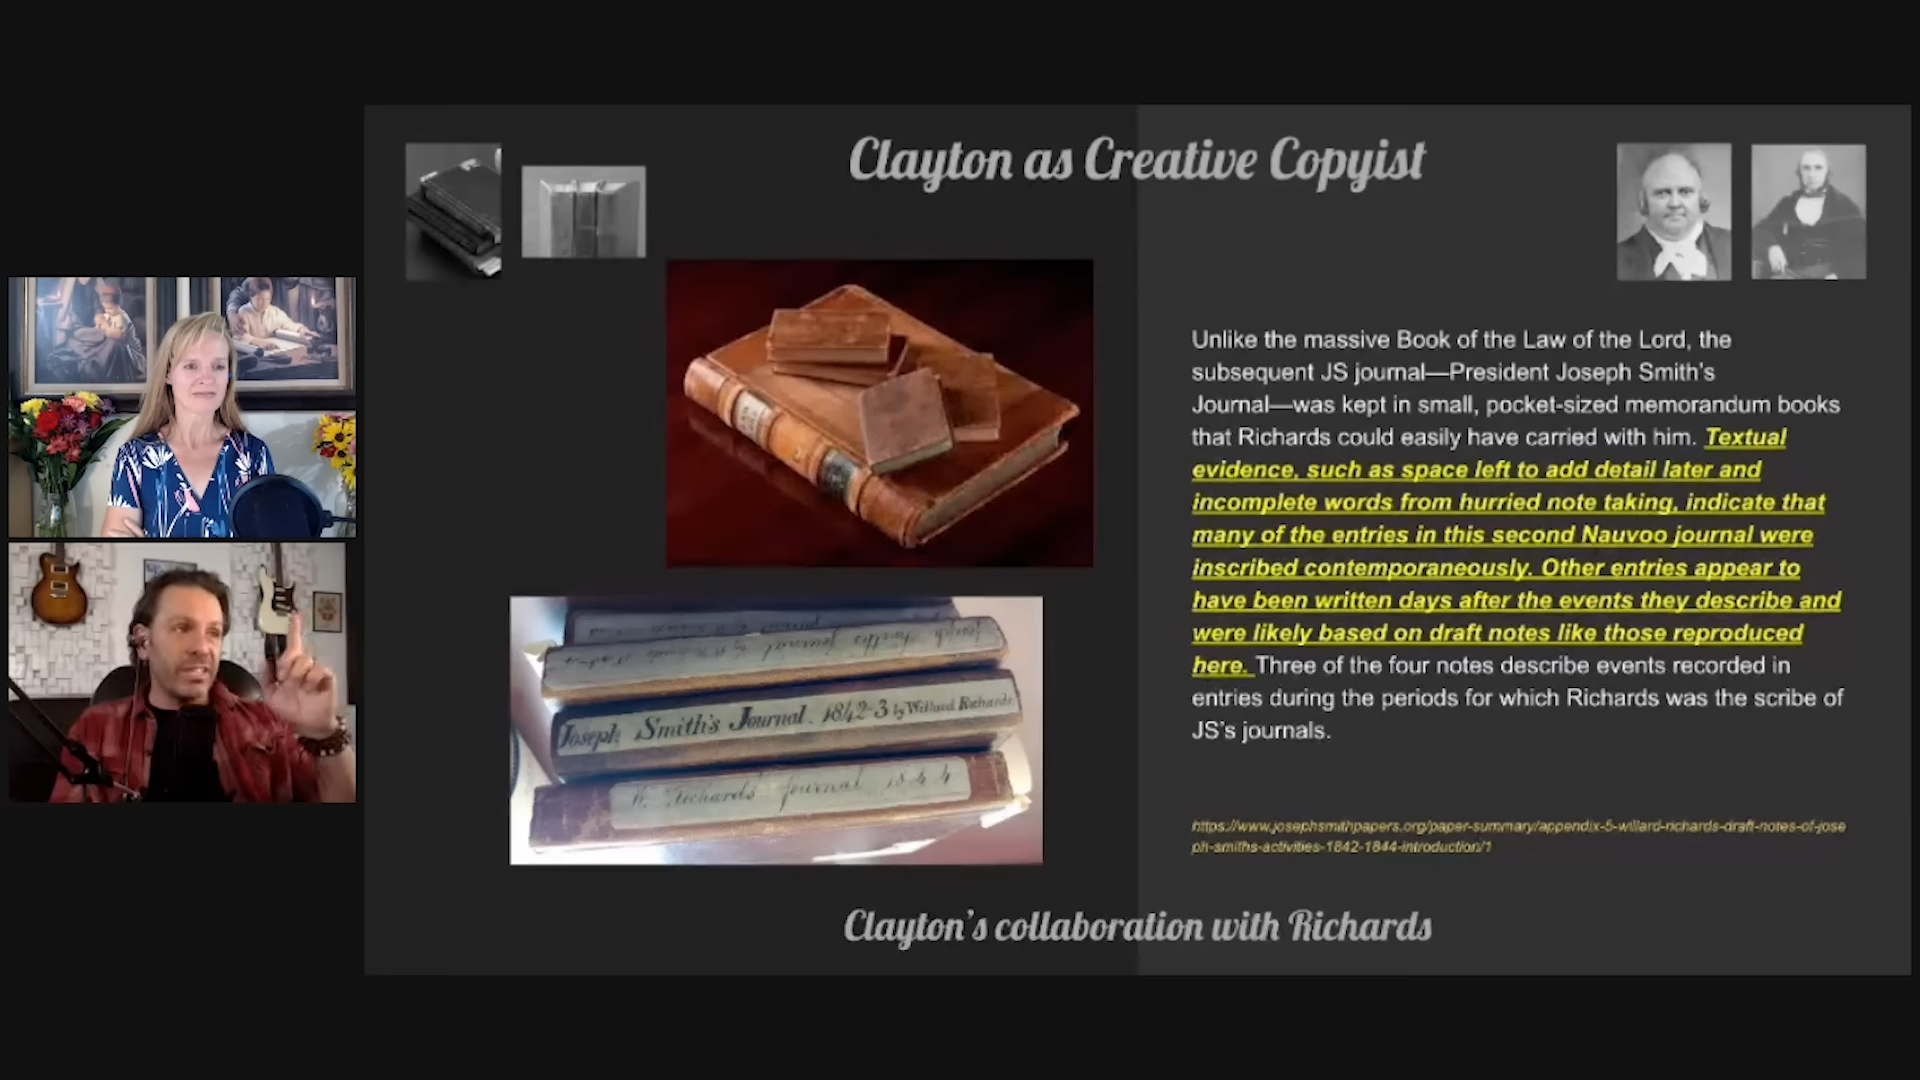 Clayton as Creative Copyist
Unlike the massive Book of the Law of the Lord, the
subsequent JS journal—President Joseph Smith's
Journal—was kept in small, pocket-sized memorandum books
that Richards could easily have carried with him. Textual
evidence, such as space left to add detail later and
incomplete words from hurried note taking, indicate that
many of the entries in this second Nauvoo journal were
inscribed contemporaneously. Other entries appear to
have been written days after the events they describe and
were likely based on draft notes like those reproduced
here. Three of the four notes describe events recorded in
entries during the periods for which Richards was the scribe of
JS's journals.
Joseph Smith's Journal. 1842-3 by Willard Richards
W. Richards' Journal 1844
https://www.josephsmithpapers.org/paper-summary/appendix-5-willard-richards-draft-notes-of-jose
ph-smiths-activities-1842-1844-introduction/1
Clayton's collaboration with Richards